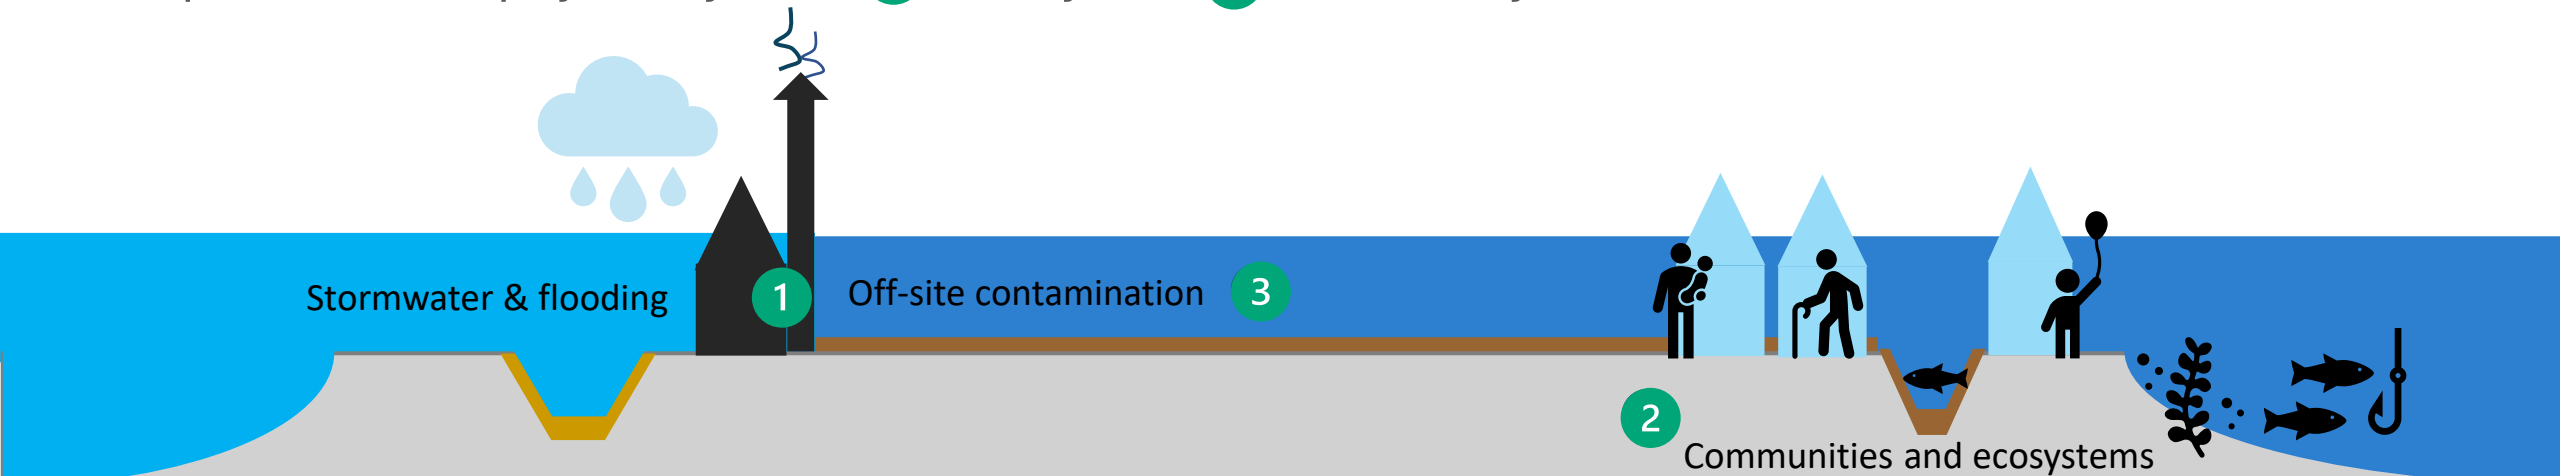 Stormwater & flooding
1
Off-site contamination
3
2
Communities and ecosystems